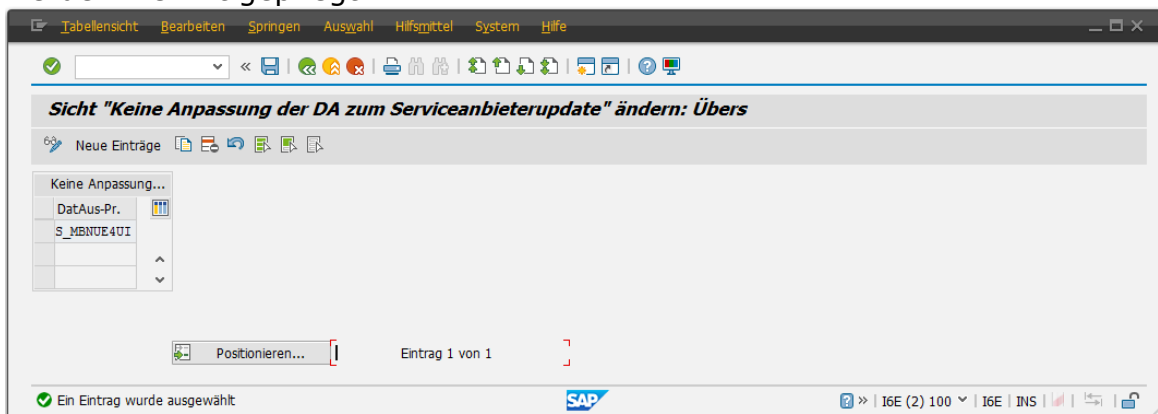 Tabellensicht Bearbeiten Springen Auswahl Hilfsmittel System Hilfe
Sicht "Keine Anpassung der DA zum Serviceanbieterupdate" ändern: Übers
Neue Einträge
Keine Anpassung...
DatAus-Pr.
S_MBNUE4UI
Positionieren... Eintrag 1 von 1
Ein Eintrag wurde ausgewählt SAP I6E (2) 100 I6E INS